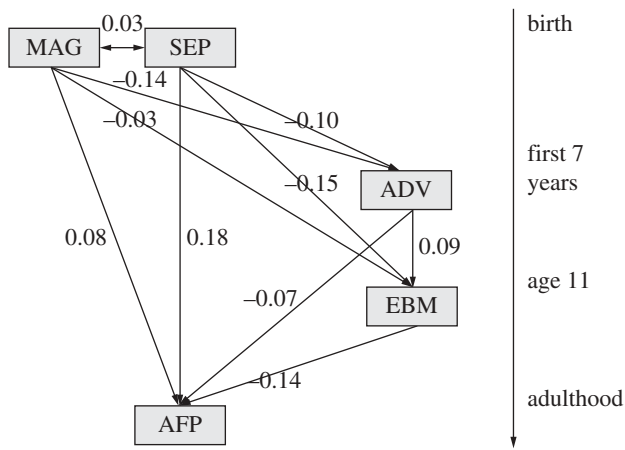 0.03
birth
MAG
SEP
–0.14
–0.03
–0.10
first 7
years
–0.15
ADV
0.08
0.18
0.09
age 11
–0.07
EBM
–0.14
adulthood
AFP